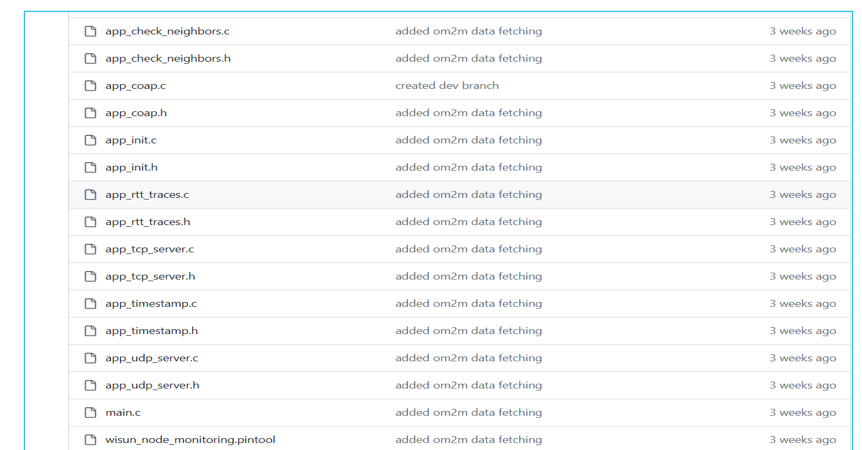 app_check_neighbors.c added om2m data fetching 3 weeks ago
app_check_neighbors.h added om2m data fetching 3 weeks ago
app_coap.c created dev branch 3 weeks ago
app_coap.h added om2m data fetching 3 weeks ago
app_init.c added om2m data fetching 3 weeks ago
app_init.h added om2m data fetching 3 weeks ago
app_rtt_traces.c added om2m data fetching 3 weeks ago
app_rtt_traces.h added om2m data fetching 3 weeks ago
app_tcp_server.c added om2m data fetching 3 weeks ago
app_tcp_server.h added om2m data fetching 3 weeks ago
app_timestamp.c added om2m data fetching 3 weeks ago
app_timestamp.h added om2m data fetching 3 weeks ago
app_udp_server.c added om2m data fetching 3 weeks ago
app_udp_server.h added om2m data fetching 3 weeks ago
main.c added om2m data fetching 3 weeks ago
wisun_node_monitoring.pintool added om2m data fetching 3 weeks ago